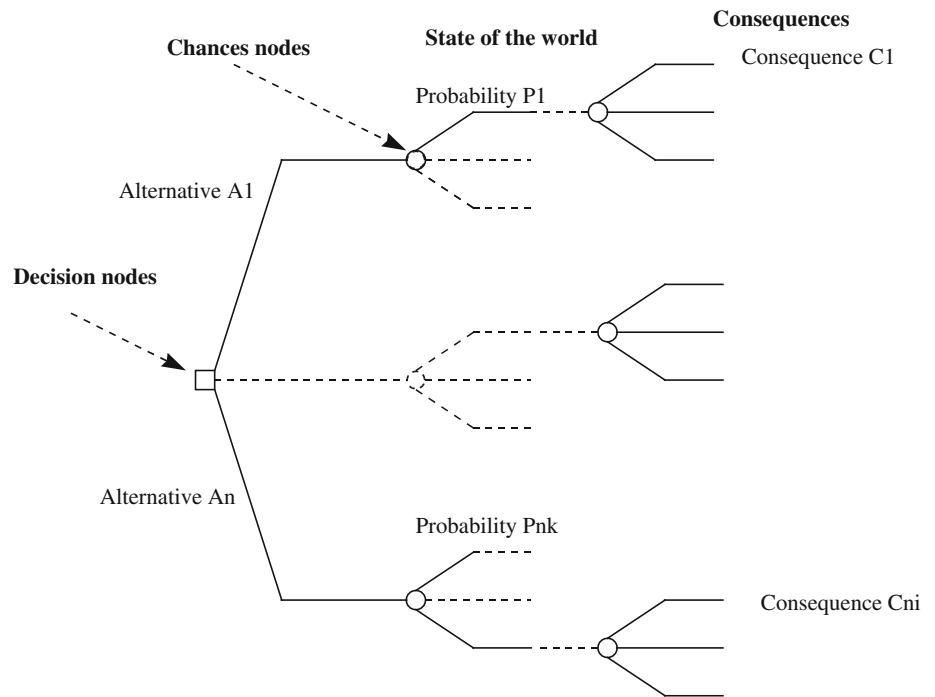 Consequences
State of the world
Chances nodes
Consequence C1
Probability P1
Alternative A1
Decision nodes
Alternative An
Probability Pnk
Consequence Cni